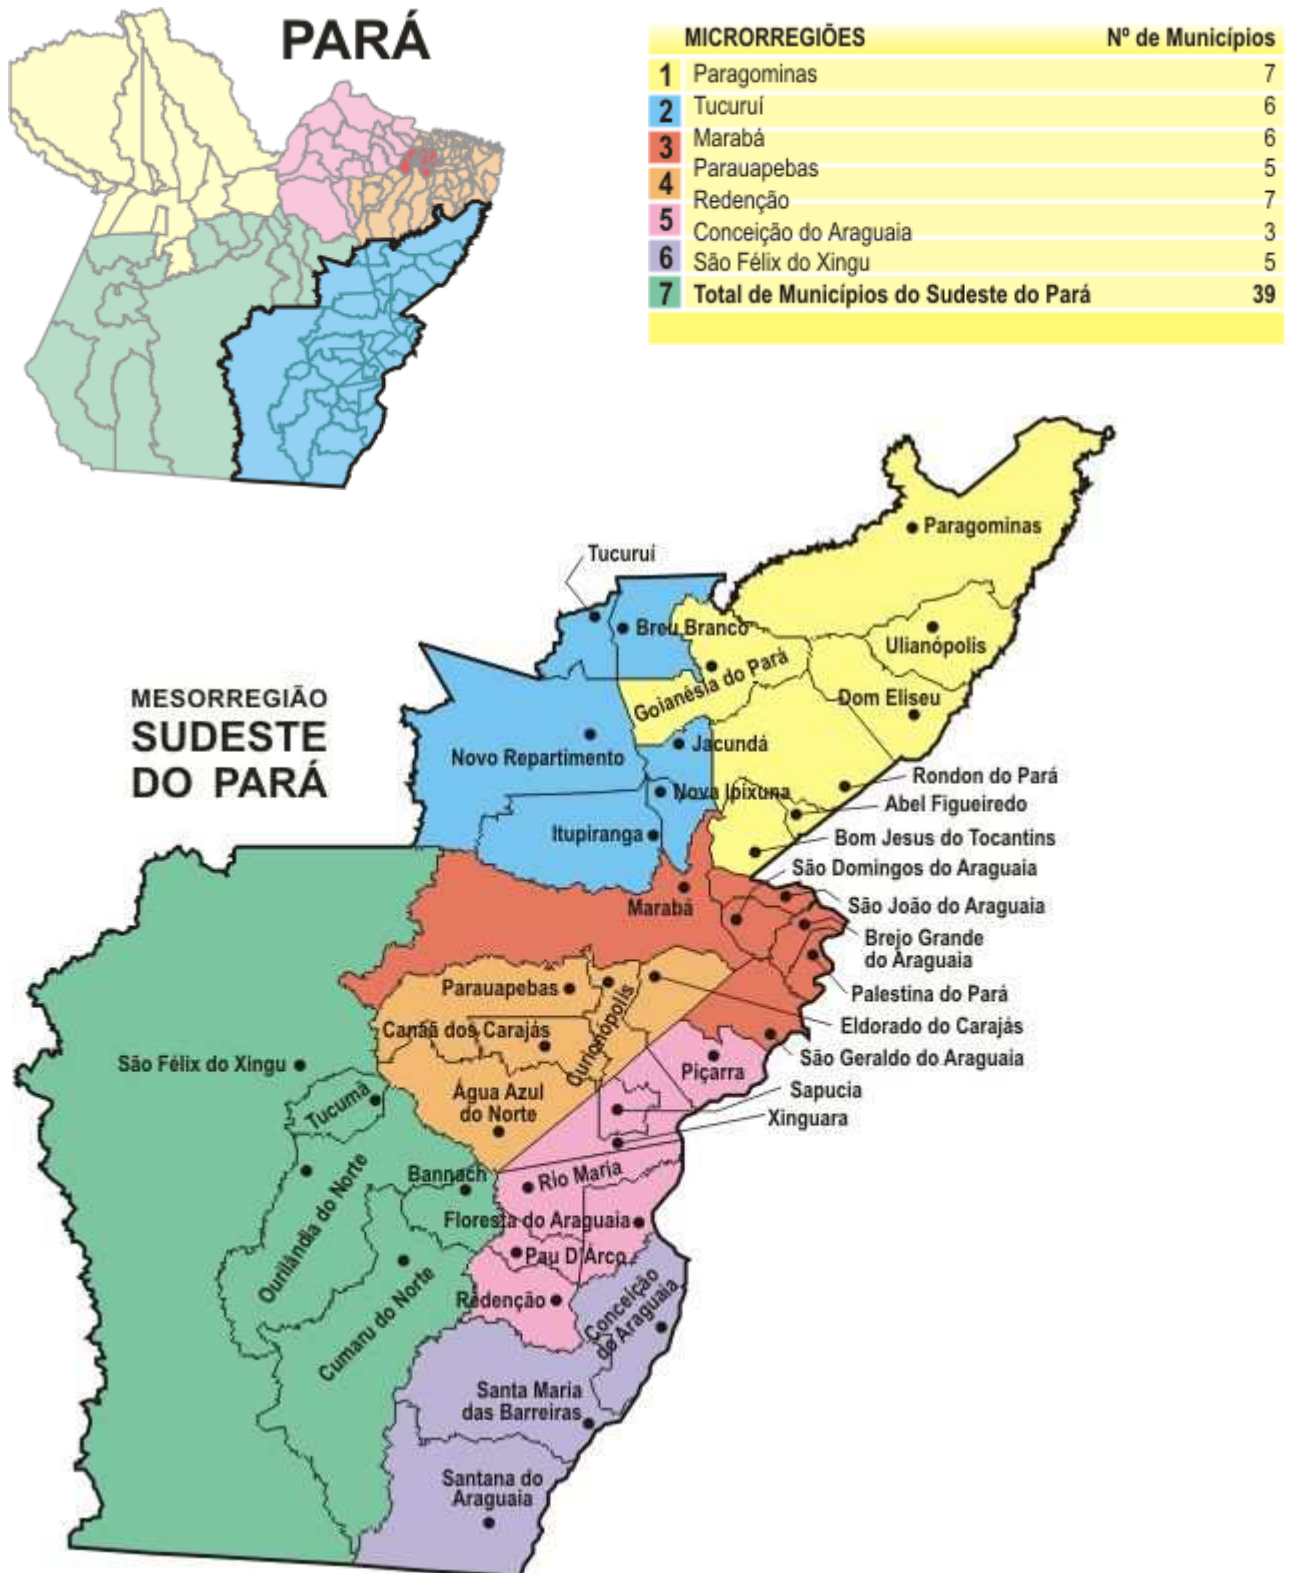 PARÁ
MICRORREGIÕES Nº de Municípios
1 Paragominas 7
2 Tucuruí 6
3 Marabá 6
4 Parauapebas 5
5 Redenção 7
6 Conceição do Araguaia 3
7 São Félix do Xingu 5
Total de Municípios do Sudeste do Pará 39
MESORREGIÃO
SUDESTE
DO PARÁ
Paragominas
Tucuruí
Breu Branco
Ulianópolis
Goianésia do Pará
Dom Eliseu
Novo Repartimento
Jacundá
Rondon do Pará
Nova Ipixuna
Abel Figueiredo
Itupiranga
Bom Jesus do Tocantins
São Domingos do Araguaia
Marabá
São João do Araguaia
Brejo Grande
do Araguaia
Parauapebas
Palestina do Pará
Ourionópolis
Canaã dos Carajás
Eldorado do Carajás
São Geraldo do Araguaia
São Félix do Xingu
Piçarra
Tucumã
Água Azul
do Norte
Sapucia
Xinguara
Bannach
Rio Maria
Ourilândia do Norte
Floresta do Araguaia
Pau D'Arco
Cumaru do Norte
Redenção
Conceição
do Araguaia
Santa Maria
das Barreiras
Santana do
Araguaia